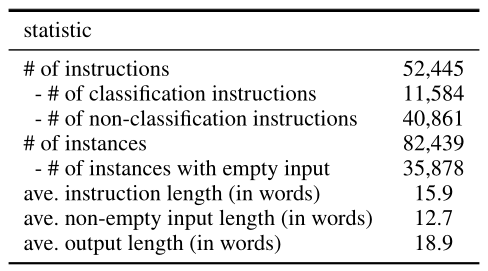 statistic
# of instructions 52,445
- # of classification instructions 11,584
- # of non-classification instructions 40,861
# of instances 82,439
- # of instances with empty input 35,878
ave. instruction length (in words) 15.9
ave. non-empty input length (in words) 12.7
ave. output length (in words) 18.9